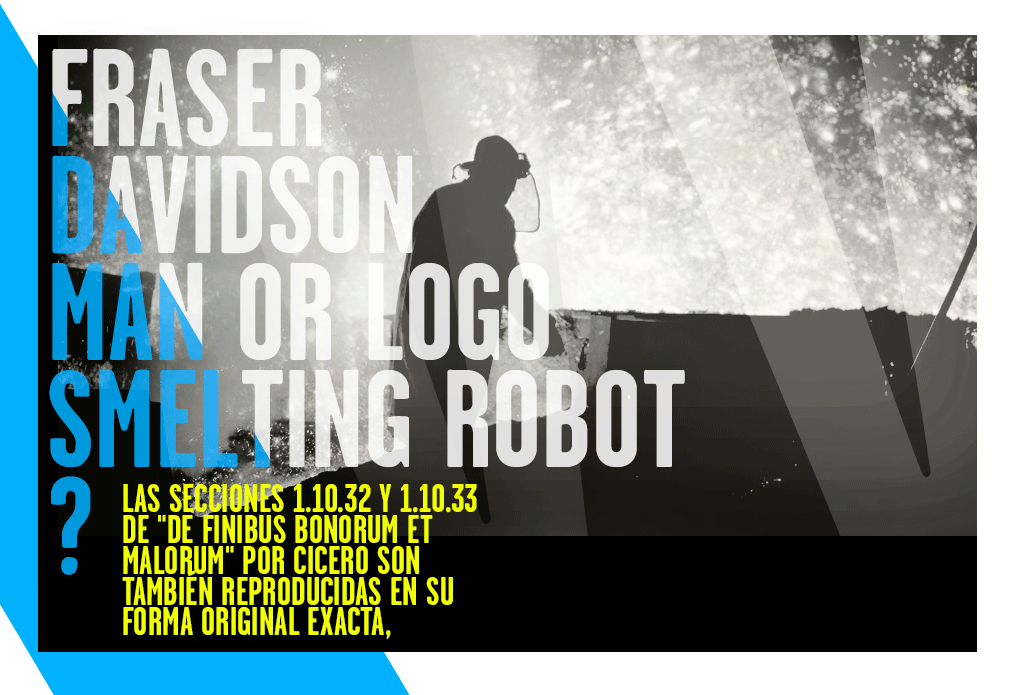 FRASER
DAVIDSON
MAN OR LOGO
SMELTING ROBOT
?
LAS SECCIONES 1.10.32 Y 1.10.33
DE "DE FINIBUS BONORUM ET
MALORUM" POR CICERO SON
TAMBIÉN REPRODUCIDAS EN SU
FORMA ORIGINAL EXACTA,